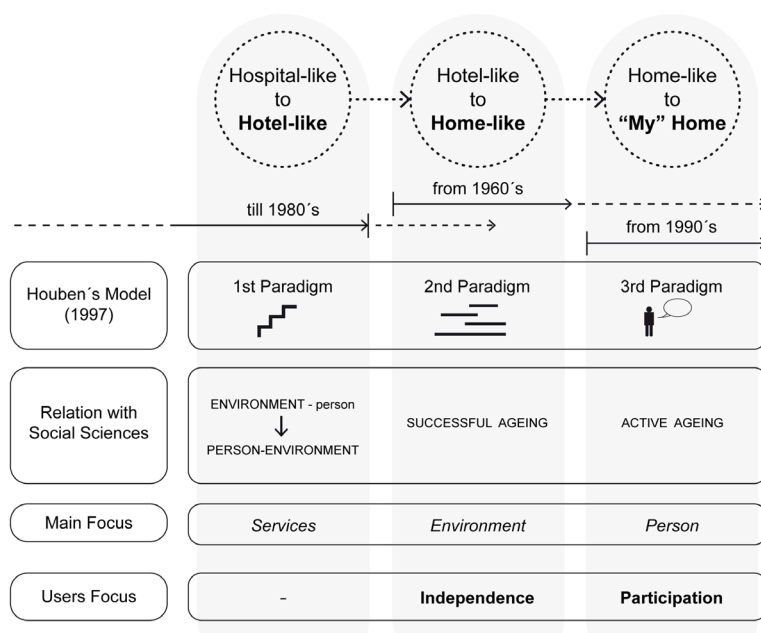 Hospital-like
to
Hotel-like
Hotel-like
to
Home-like
Home-like
to
“My” Home
till 1980´s
from 1960´s
from 1990´s
Houben´s Model
(1997)
1st Paradigm
2nd Paradigm
3rd Paradigm
Relation with
Social Sciences
ENVIRONMENT - person
PERSON-ENVIRONMENT
SUCCESSFUL AGEING
ACTIVE AGEING
Main Focus
Services
Environment
Person
Users Focus
-
Independence
Participation